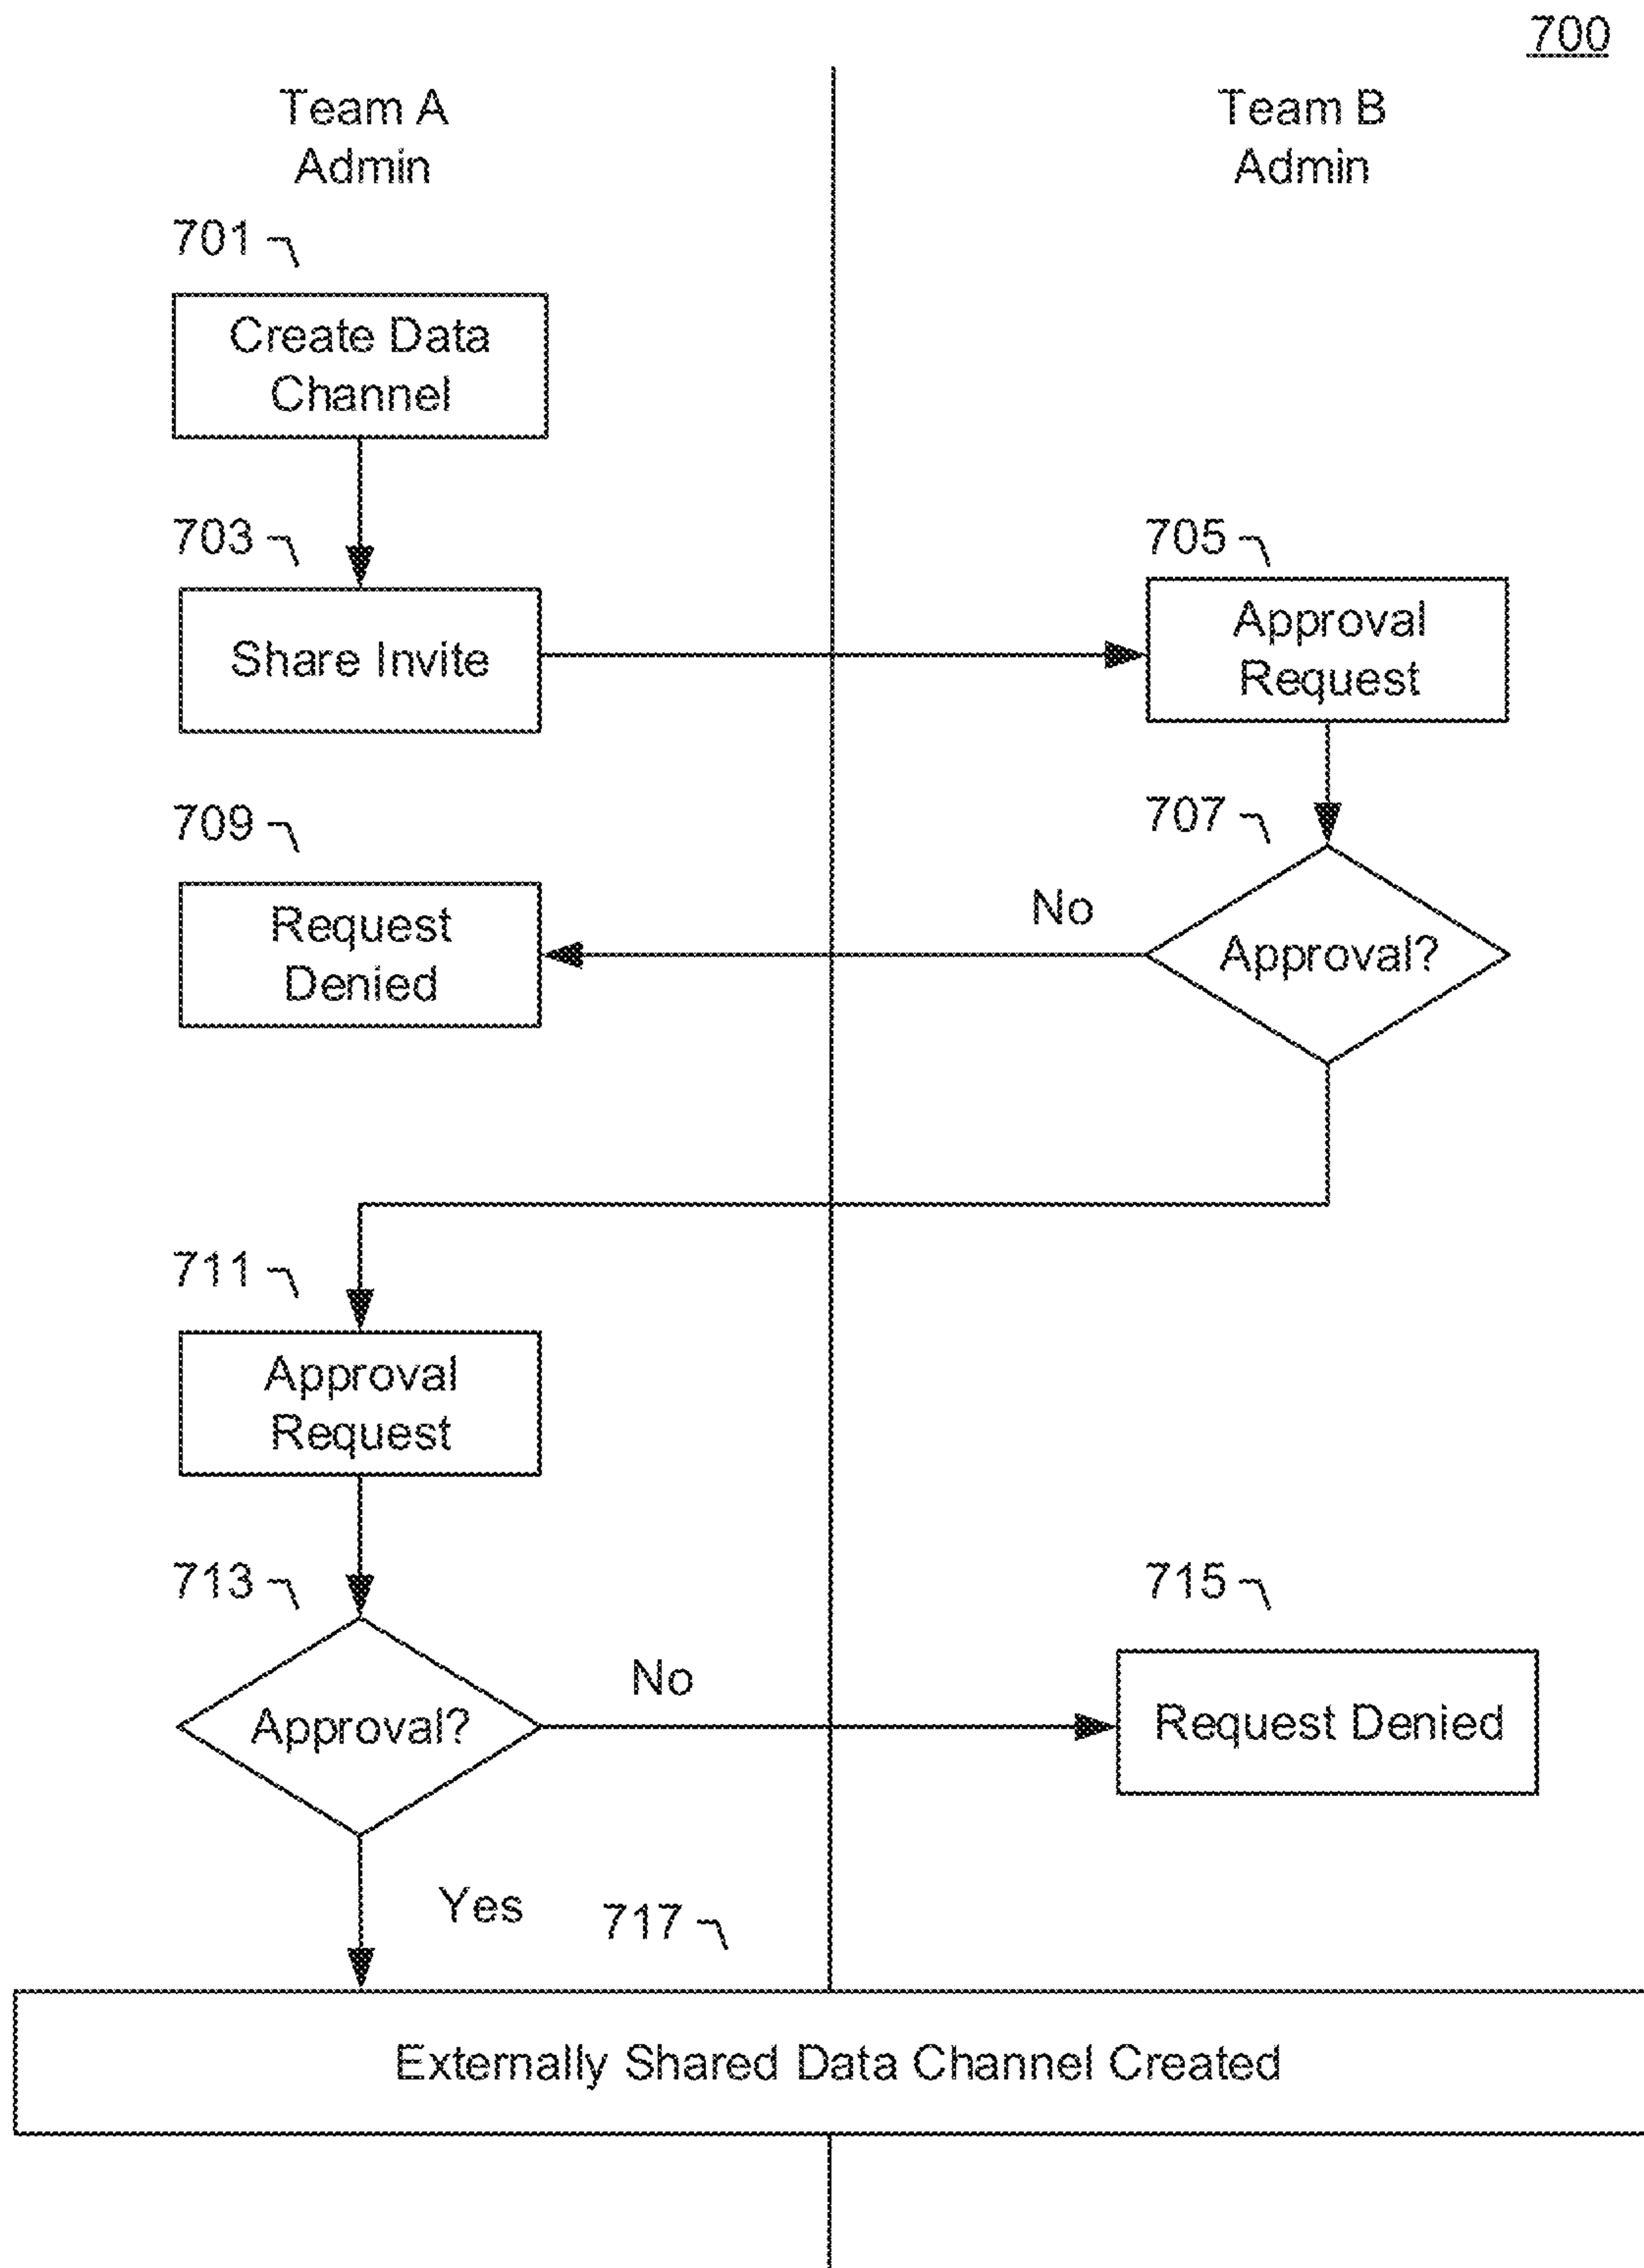 700
Team A
Admin
Team B
Admin
701
Create Data
Channel
703
Share Invite
705
Approval
Request
707
Approval?
No
709
Request
Denied
711
Approval
Request
713
Approval?
No
715
Request Denied
Yes
717
Externally Shared Data Channel Created